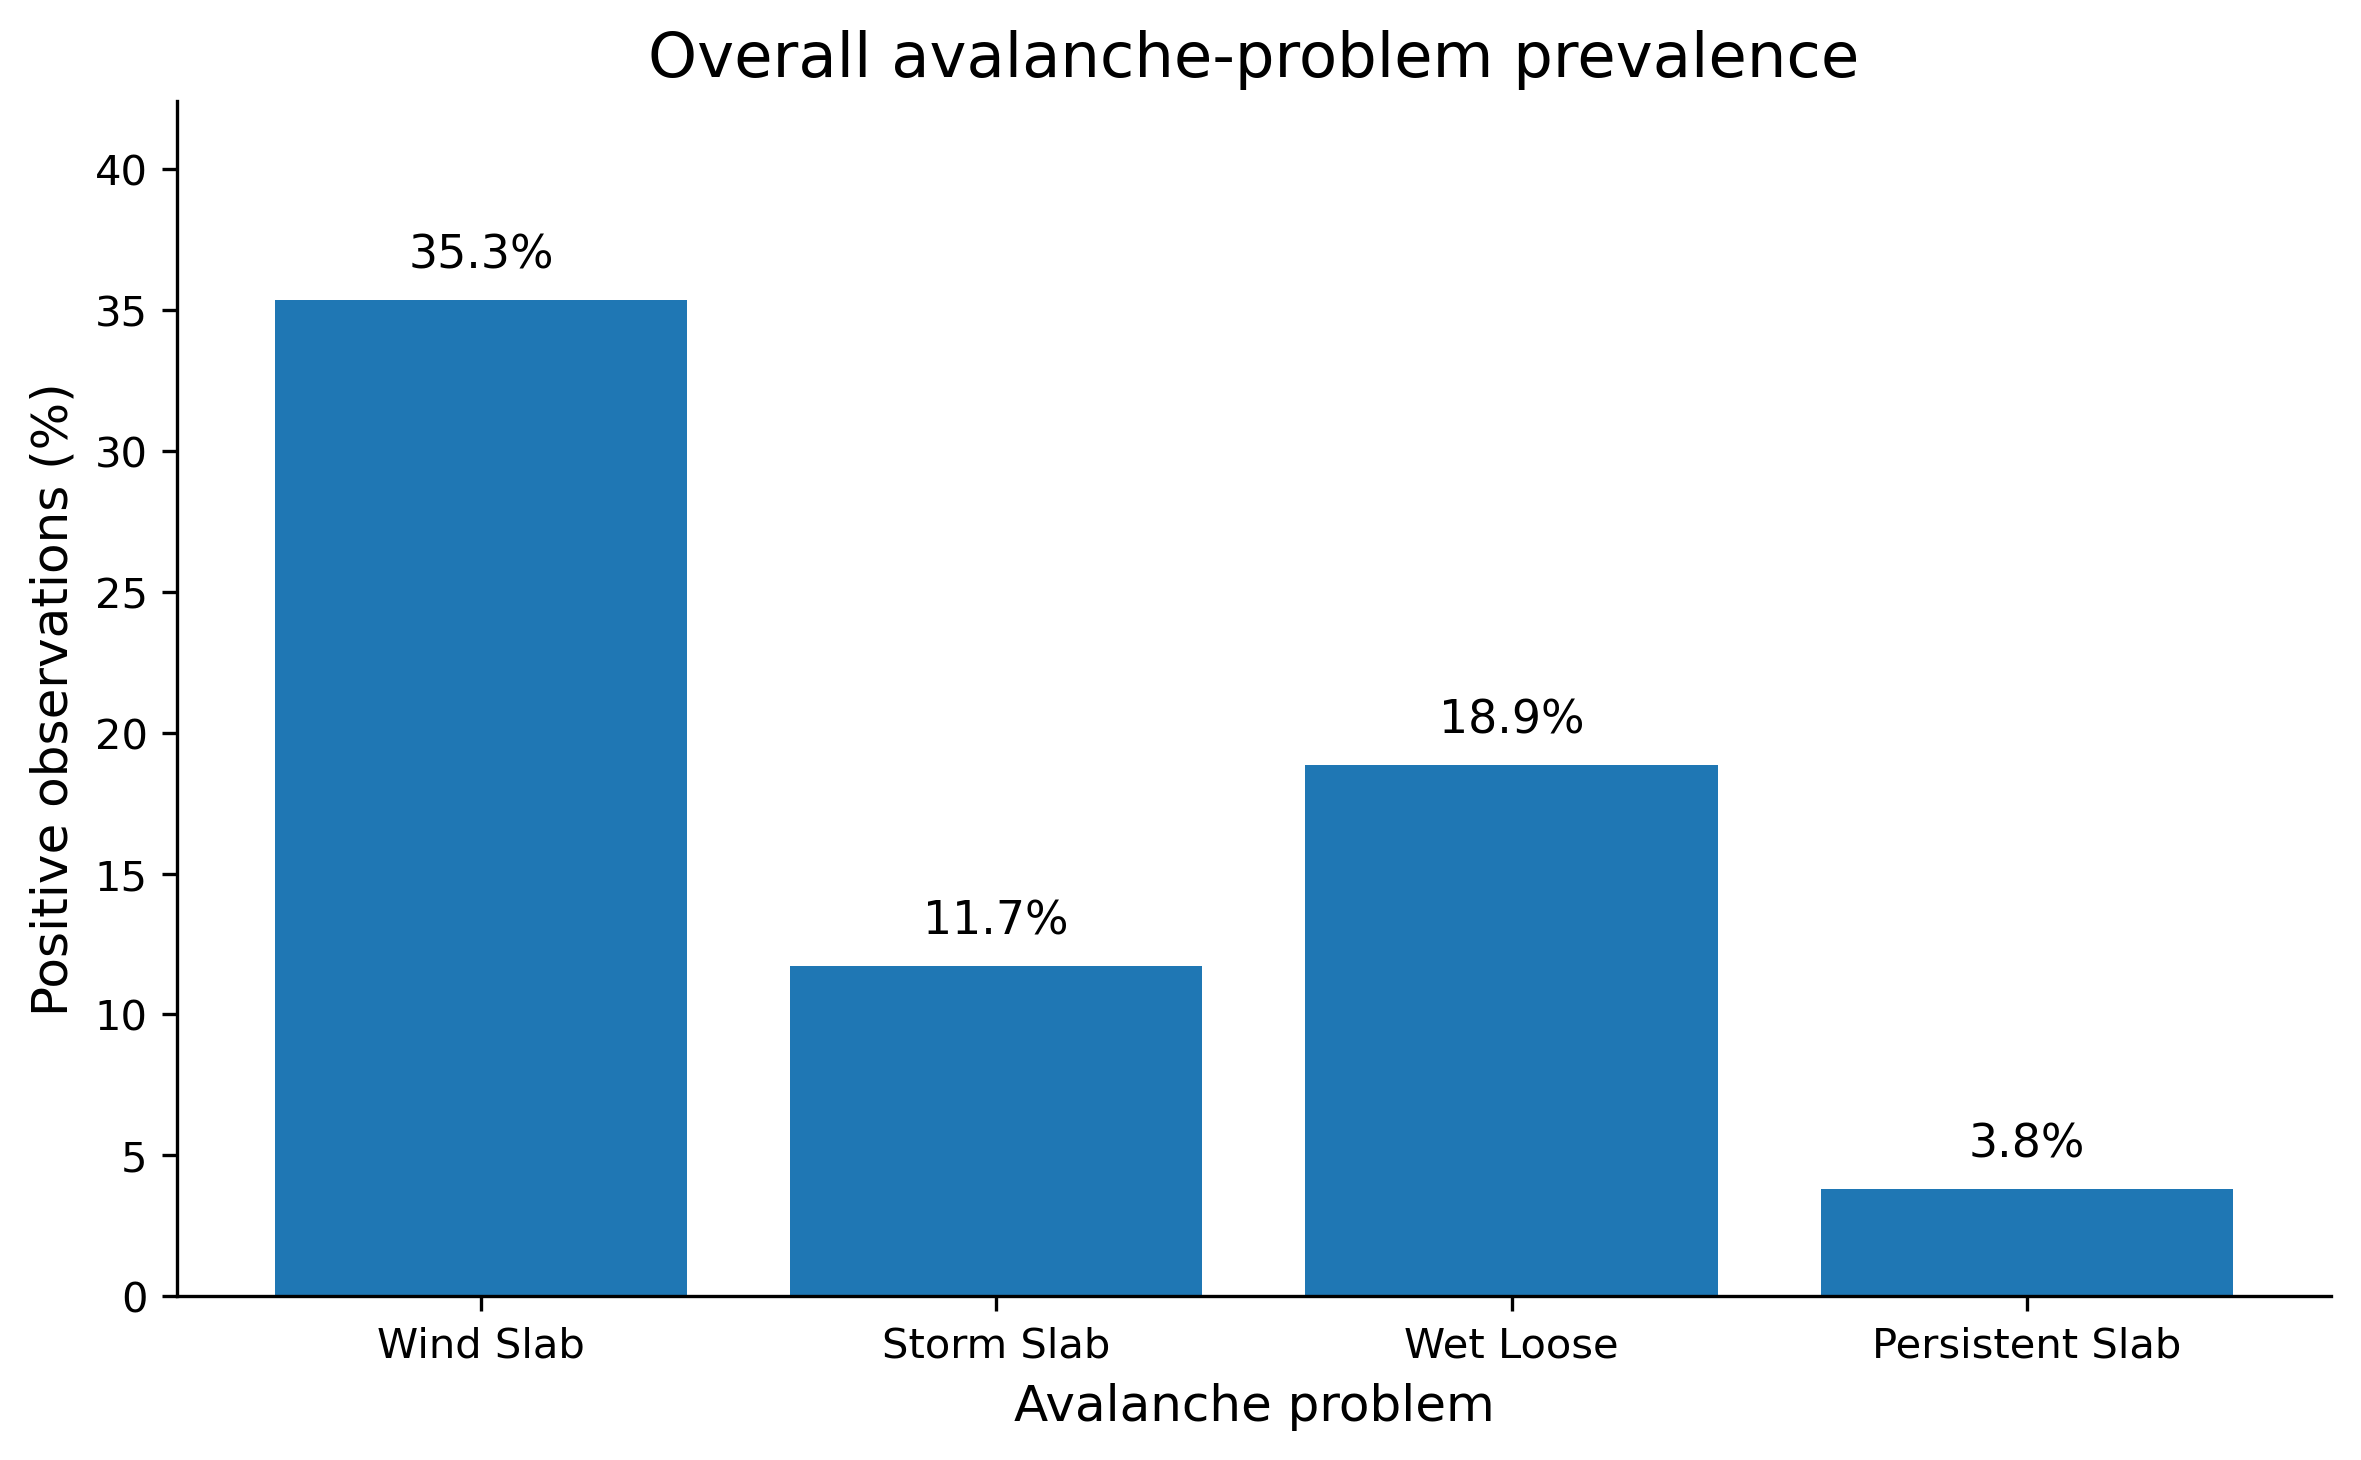 Overall avalanche-problem prevalence
Positive observations (%)
40
35
30
25
20
15
10
5
0
35.3%
11.7%
18.9%
3.8%
Wind Slab
Storm Slab
Wet Loose
Persistent Slab
Avalanche problem